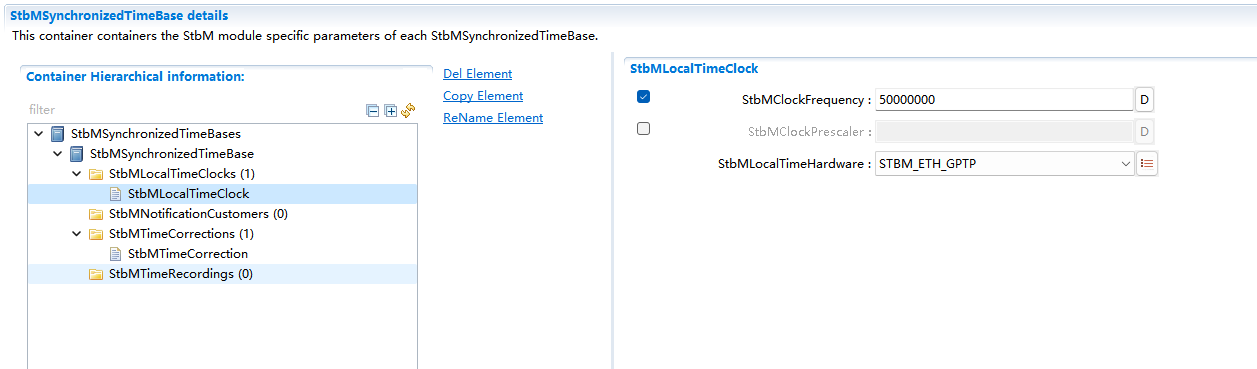 StbMSynchronizedTimeBase details
This container containers the StbM module specific parameters of each StbMSynchronizedTimeBase.
Container Hierarchical information:
filter
StbMSynchronizedTimeBases
StbMSynchronizedTimeBase
StbMLocalTimeClocks (1)
StbMLocalTimeClock
StbMNotificationCustomers (0)
StbMTimeCorrections (1)
StbMTimeCorrection
StbMTimeRecordings (0)
Del Element
Copy Element
ReName Element
StbMLocalTimeClock
StbMClockFrequency : 50000000 D
StbMClockPrescaler : D
StbMLocalTimeHardware : STBM_ETH_GPTP